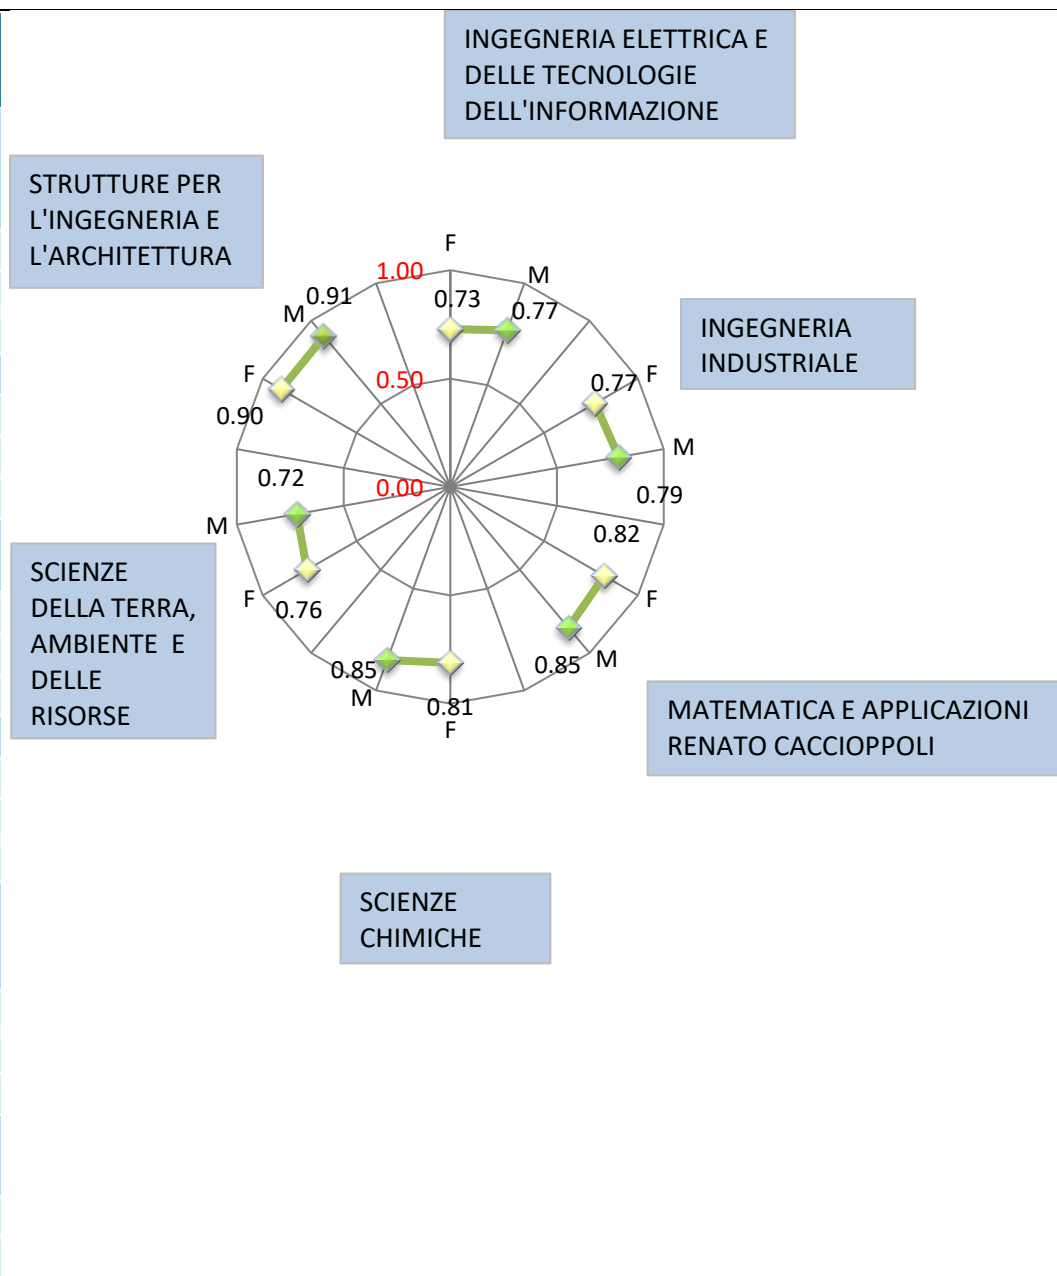 INGEGNERIA ELETTRICA E
DELLE TECNOLOGIE
DELL'INFORMAZIONE
STRUTTURE PER
L'INGEGNERIA E
L'ARCHITETTURA
INGEGNERIA
INDUSTRIALE
F
M
1.00
0.73
0.77
0.91
M
F
0.90
0.50
0.77
F
M
0.79
0.72
0.00
0.82
M
F
0.76
F
M
0.85
0.85
M
0.81
F
SCIENZE
DELLA TERRA,
AMBIENTE E
DELLE
RISORSE
MATEMATICA E APPLICAZIONI
RENATO CACCIOPPOLI
SCIENZE
CHIMICHE